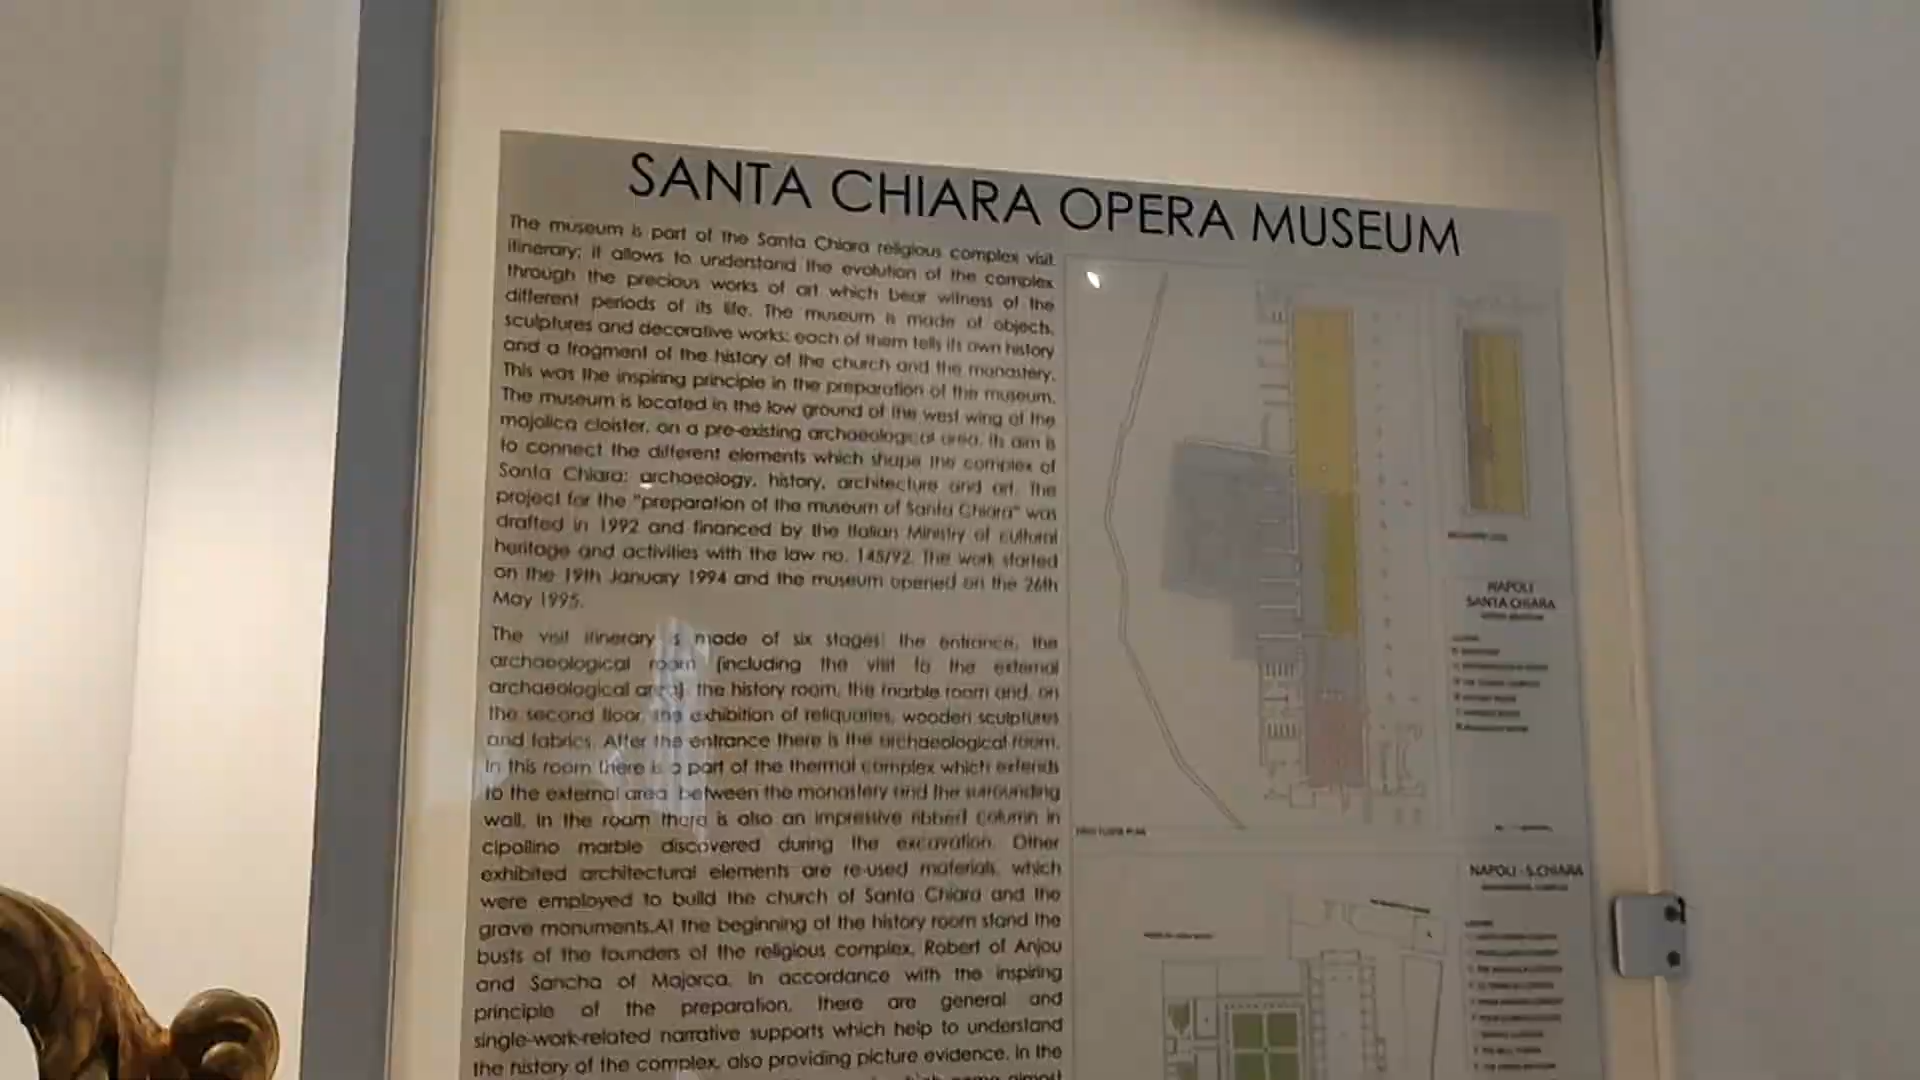 SANTA CHIARA OPERA MUSEUM
The museum is part of the Santa Chiara religious complex visit
itinerary; it allows to understand the evolution of the complex
through the precious works of art which bear witness of the
different periods of its life. The museum is made of objects,
sculptures and decorative works; each of them tells its own history
and a fragment of the history of the church and the monastery.
This was the inspiring principle in the preparation of the museum.
The museum is located in the low ground of the west wing of the
majolica cloister, on a pre-existing archaeological area. Its aim is
to connect the different elements which shape the complex of
Santa Chiara: archaeology, history, architecture and art. The
project for the "preparation of the museum of Santa Chiara" was
drafted in 1992 and financed by the Italian Ministry of cultural
heritage and activities with the law no. 145/92. The work started
on the 19th January 1994 and the museum opened on the 26th
May 1995.
The visit itinerary is made of six stages: the entrance, the
archaeological room (including the visit to the external
archaeological area), the history room, the marble room and, on
the second floor, the exhibition of reliquaries, wooden sculptures
and fabrics. After the entrance there is the archaeological room.
In this room there is a part of the thermal complex which extends
to the external area between the monastery and the surrounding
wall. In the room there is also an impressive ribbed column in
cipollino marble discovered during the excavation. Other
exhibited architectural elements are re-used materials, which
were employed to build the church of Santa Chiara and the
grave monuments.At the beginning of the history room stand the
busts of the founders of the religious complex, Robert of Anjou
and Sancha of Majorca. In accordance with the inspiring
principle of the preparation, there are general and
single-work-related narrative supports which help to understand
the history of the complex, also providing picture evidence. In the
NAPOLI
SANTA CHIARA
NAPOLI - S.CHIARA